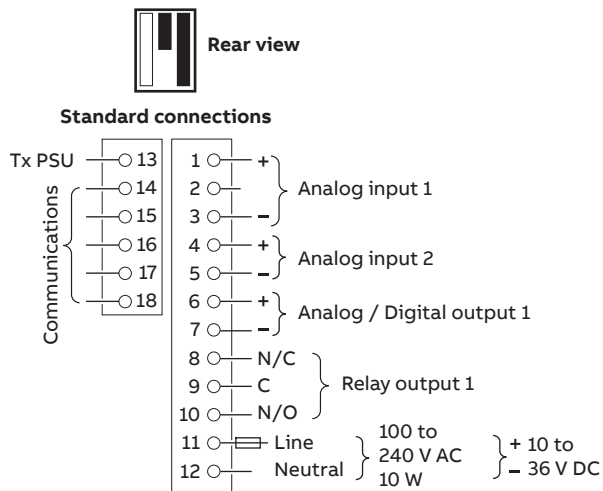 Rear view
Standard connections
Tx PSU 13
14
15
16
17
18
Communications
1 +
2
3 –
Analog input 1
4 +
5 –
Analog input 2
6 +
7 –
Analog / Digital output 1
8 N/C
9 C
10 N/O
Relay output 1
11 Line
12 Neutral
100 to
240 V AC
10 W
+ 10 to
– 36 V DC